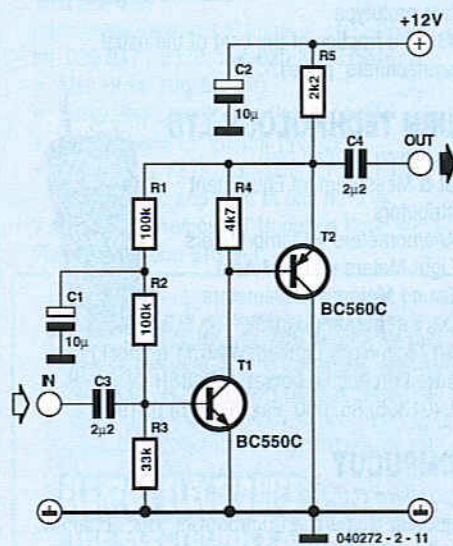 +12V
C2
R5
10µ
2k2
C4
OUT
2µ2
R1
R4
100k
4k7
T2
C1
R2
BC560C
100k
10µ
T1
IN
C3
2µ2
R3
BC550C
33k
040272 - 2 - 11